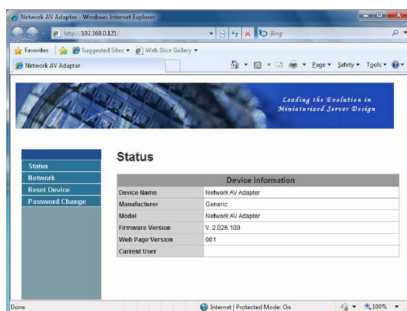 Network AV Adapter - Windows Internet Explorer
http://192.168.0.121/
Bing
Favorites Suggested Sites Web Slice Gallery
Network AV Adapter
Page Safety Tools
Leading the Evolution in
Miniaturized Server Design
Status
Network
Reset Device
Password Change
Status
Device Information
Device Name Network AV Adapter
Manufacturer Generic
Model Network AV Adapter
Firmware Version V. 2.026.100
Web Page Version 001
Current User
Done Internet | Protected Mode: On 100%